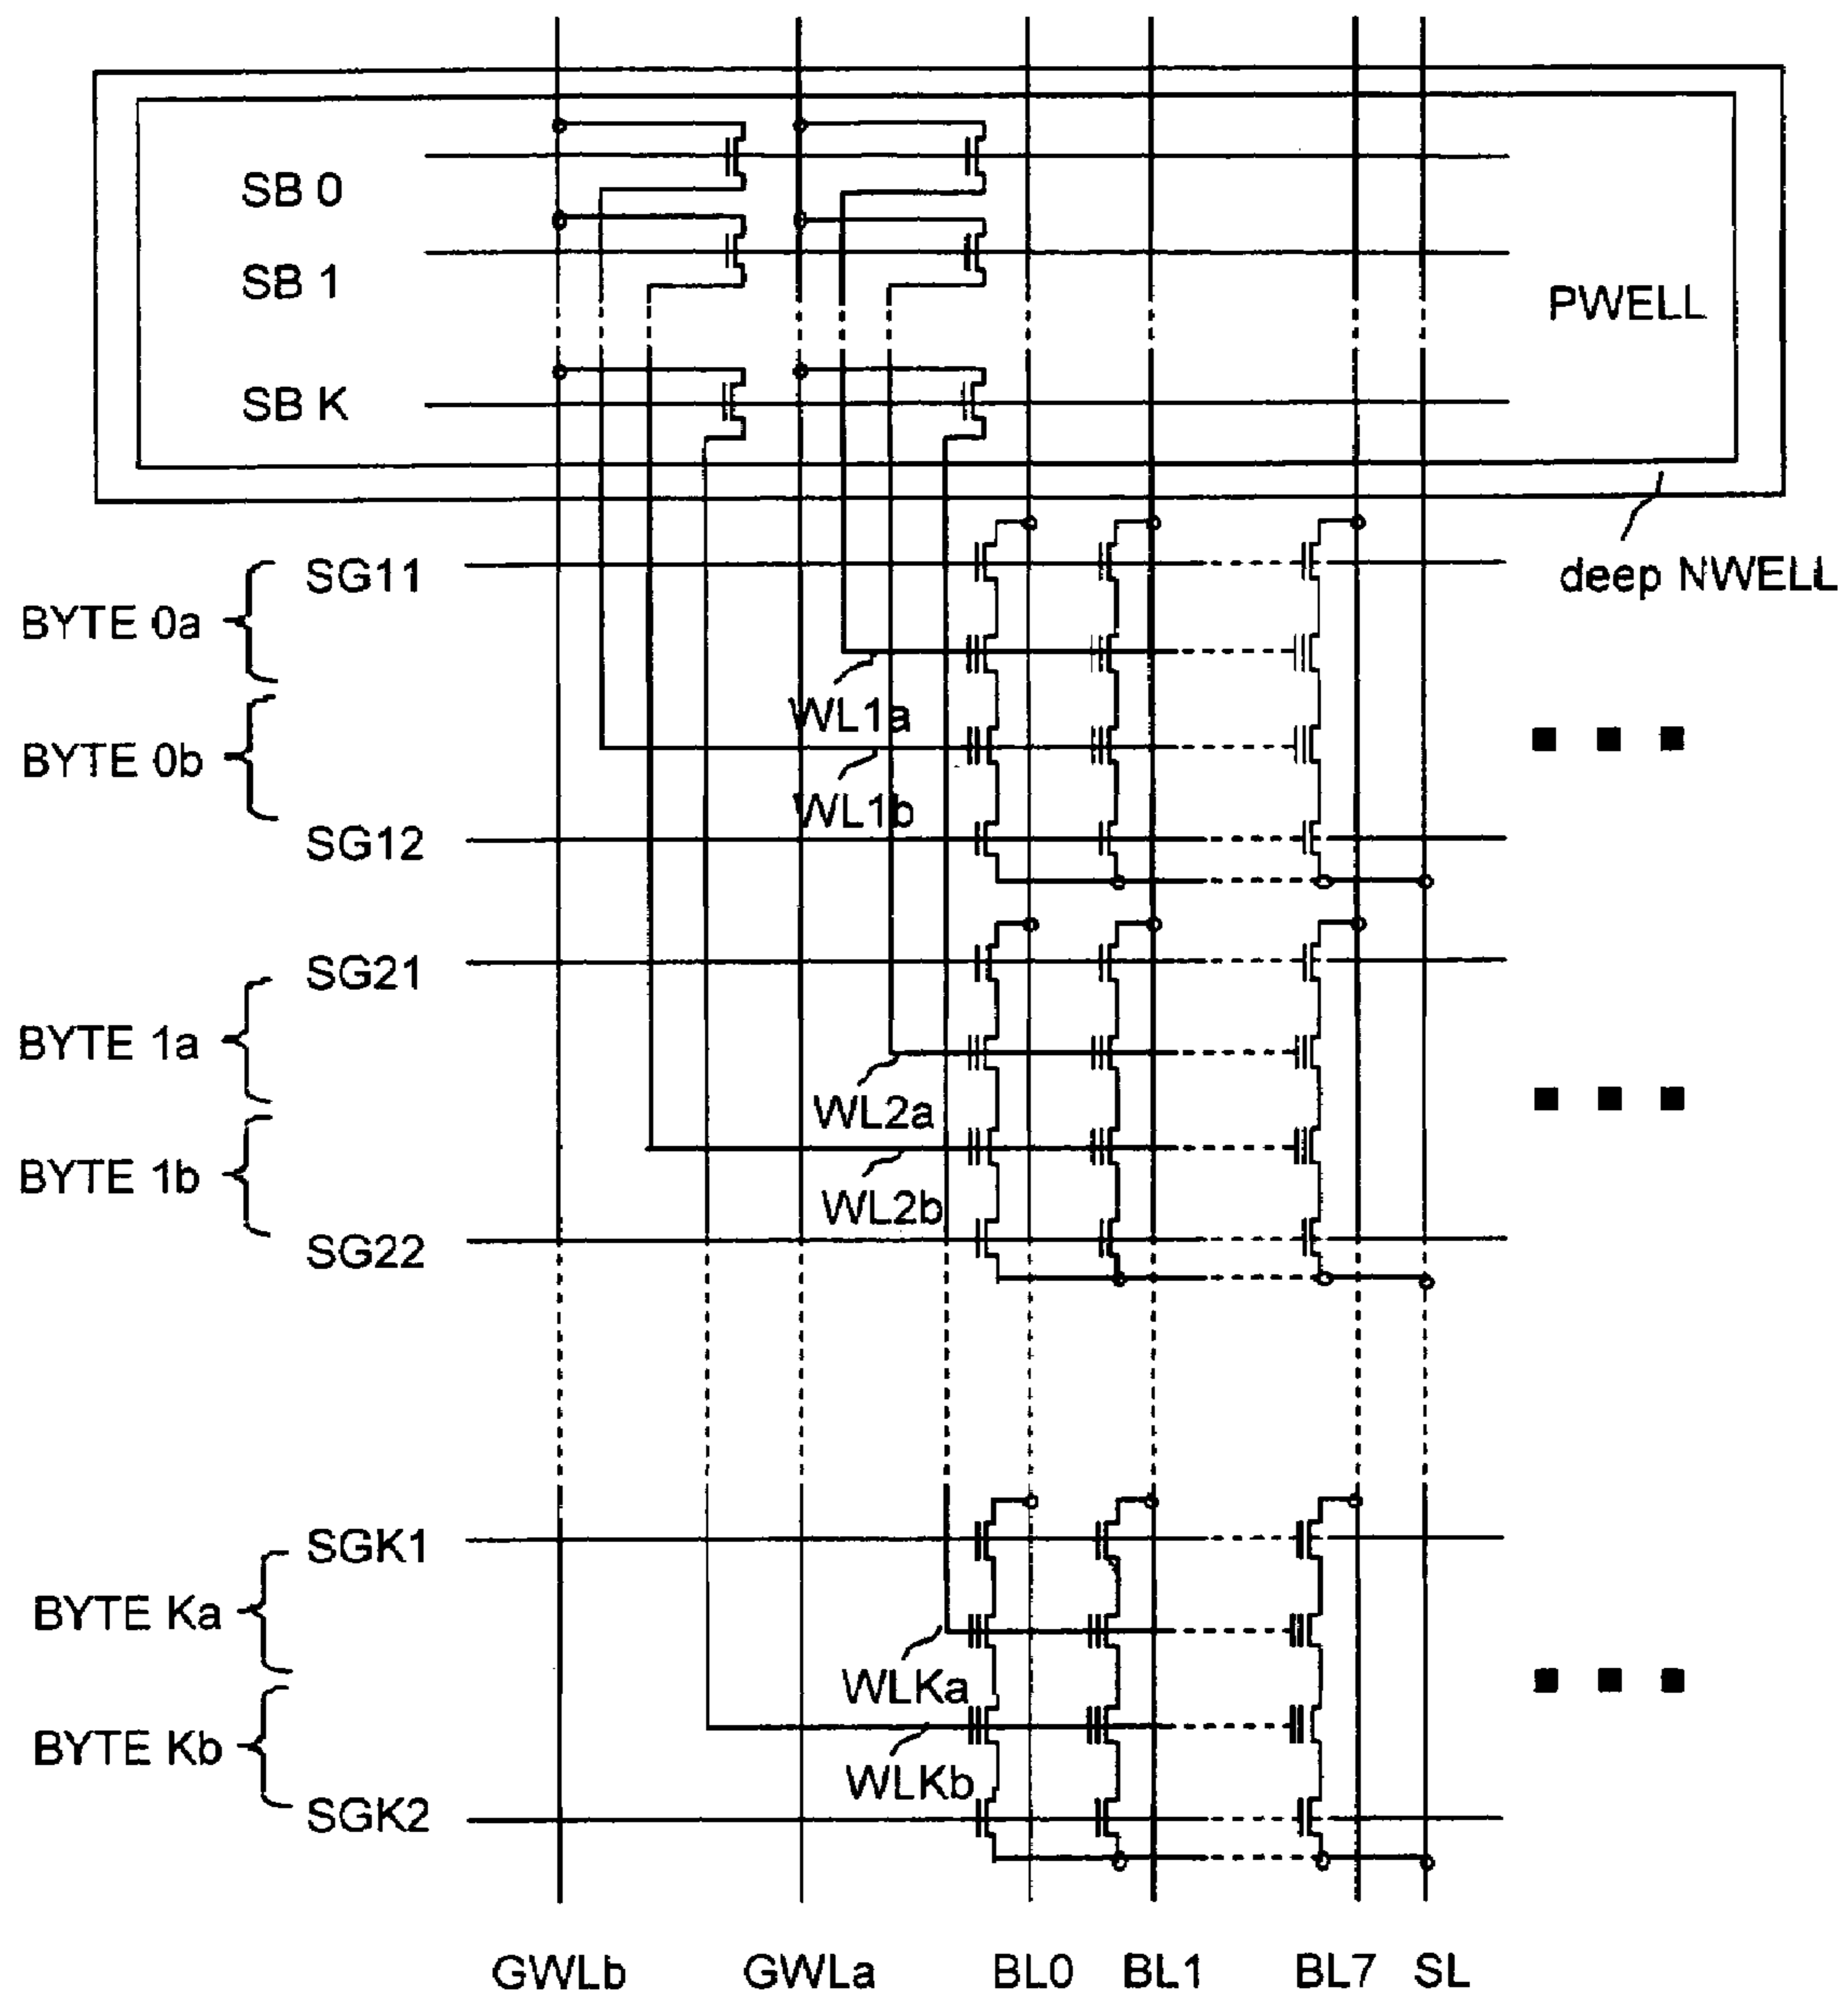 SB 0
SB 1
PWELL
SB K
SG11
deep NWELL
BYTE 0a
WL1a
BYTE 0b
WL1b
SG12
SG21
BYTE 1a
WL2a
BYTE 1b
WL2b
SG22
SGK1
BYTE Ka
WLKa
BYTE Kb
WLKb
SGK2
GWLb GWLa BL0 BL1 BL7 SL